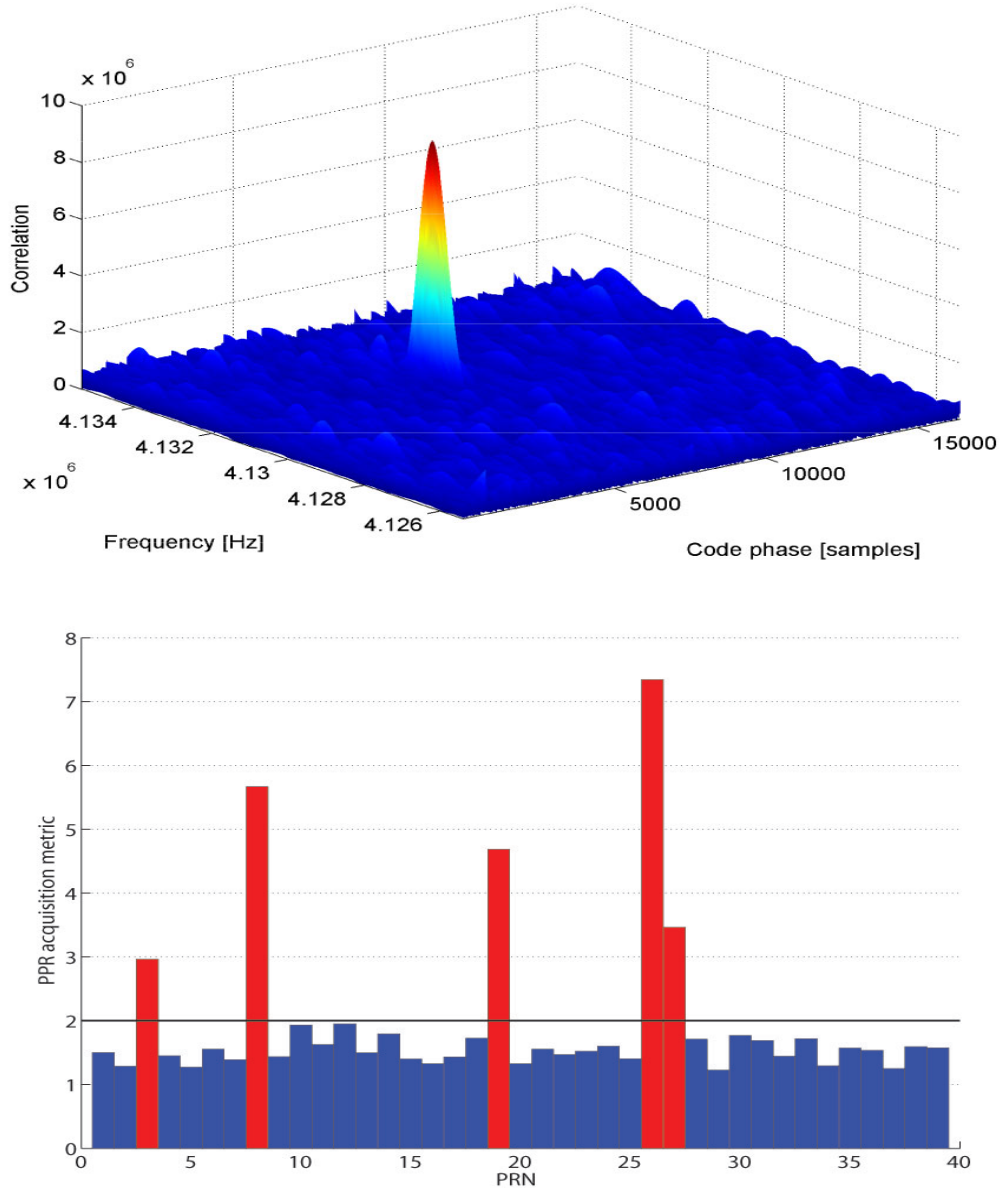 x 10^6
10
8
6
4
2
0
Correlation
4.134
4.132
4.13
4.128
4.126
x 10^6
Frequency [Hz]
5000
10000
15000
Code phase [samples]
8
7
6
5
4
3
2
1
0
PPR acquisition metric
0 5 10 15 20 25 30 35 40
PRN